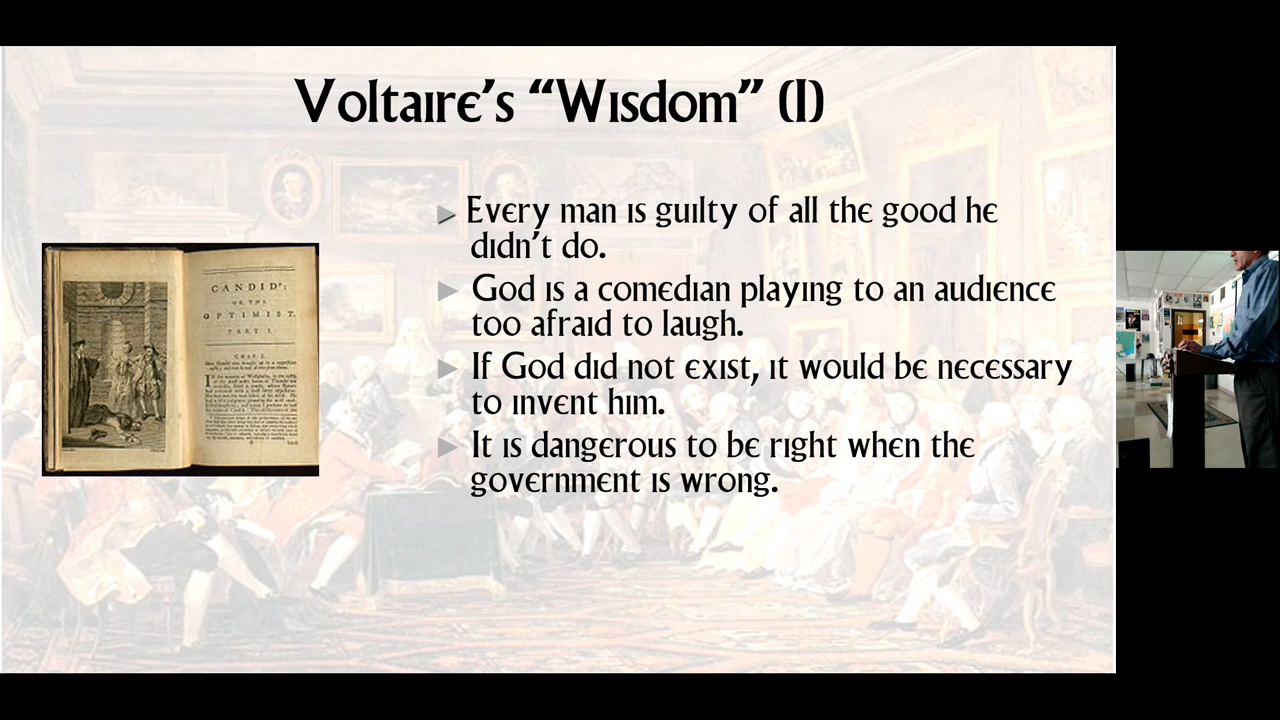 Voltaire's “Wisdom” (I)
Every man is guilty of all the good he
didn't do.
God is a comedian playing to an audience
too afraid to laugh.
If God did not exist, it would be necessary
to invent him.
It is dangerous to be right when the
government is wrong.
OR, THE
OPTIMIST.
PART I.
CHAP. I.